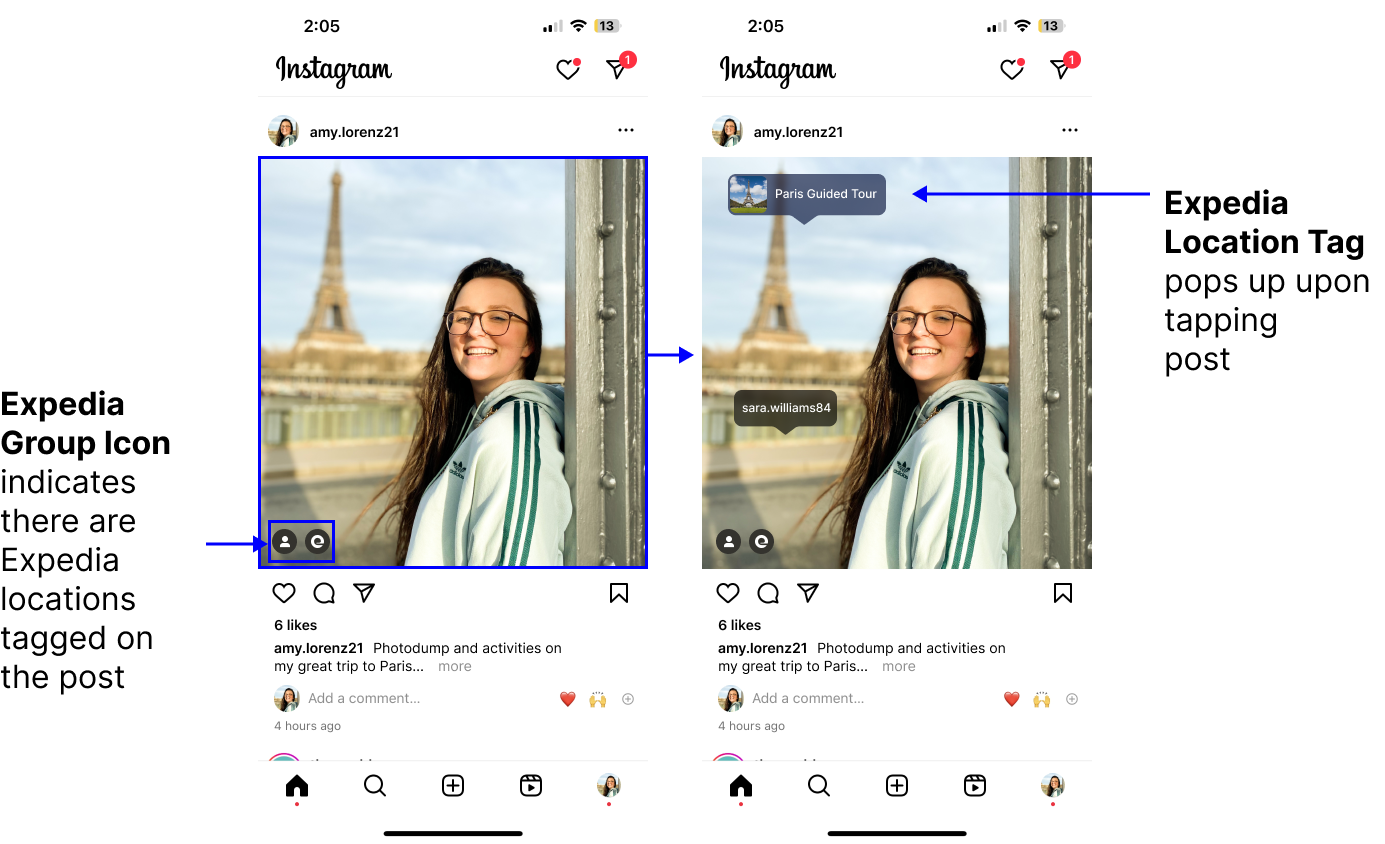 Expedia
Group Icon
indicates
there are
Expedia
locations
tagged on
the post
2:05
13
Instagram
1
amy.lorenz21
adidas
6 likes
amy.lorenz21 Photodump and activities on
my great trip to Paris... more
Add a comment...
4 hours ago
2:05
13
Instagram
1
amy.lorenz21
Paris Guided Tour
sara.williams84
adidas
6 likes
amy.lorenz21 Photodump and activities on
my great trip to Paris... more
Add a comment...
4 hours ago
Expedia
Location Tag
pops up upon
tapping
post